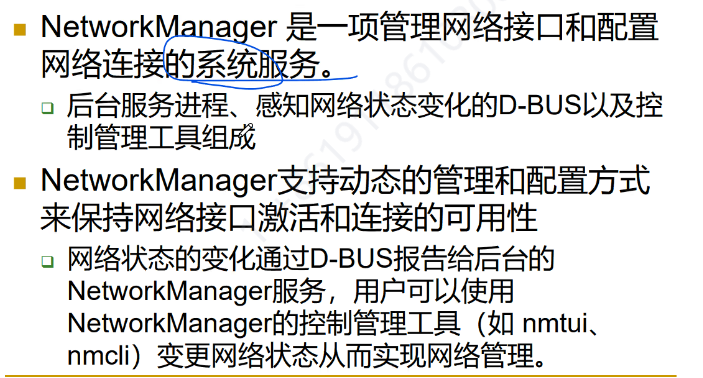 NetworkManager 是一项管理网络接口和配置
网络连接的系统服务。
后台服务进程、感知网络状态变化的D-BUS以及控
制管理工具组成
NetworkManager支持动态的管理和配置方式
来保持网络接口激活和连接的可用性
网络状态的变化通过D-BUS报告给后台的
NetworkManager服务，用户可以使用
NetworkManager的控制管理工具（如 nmtui、
nmcli）变更网络状态从而实现网络管理。